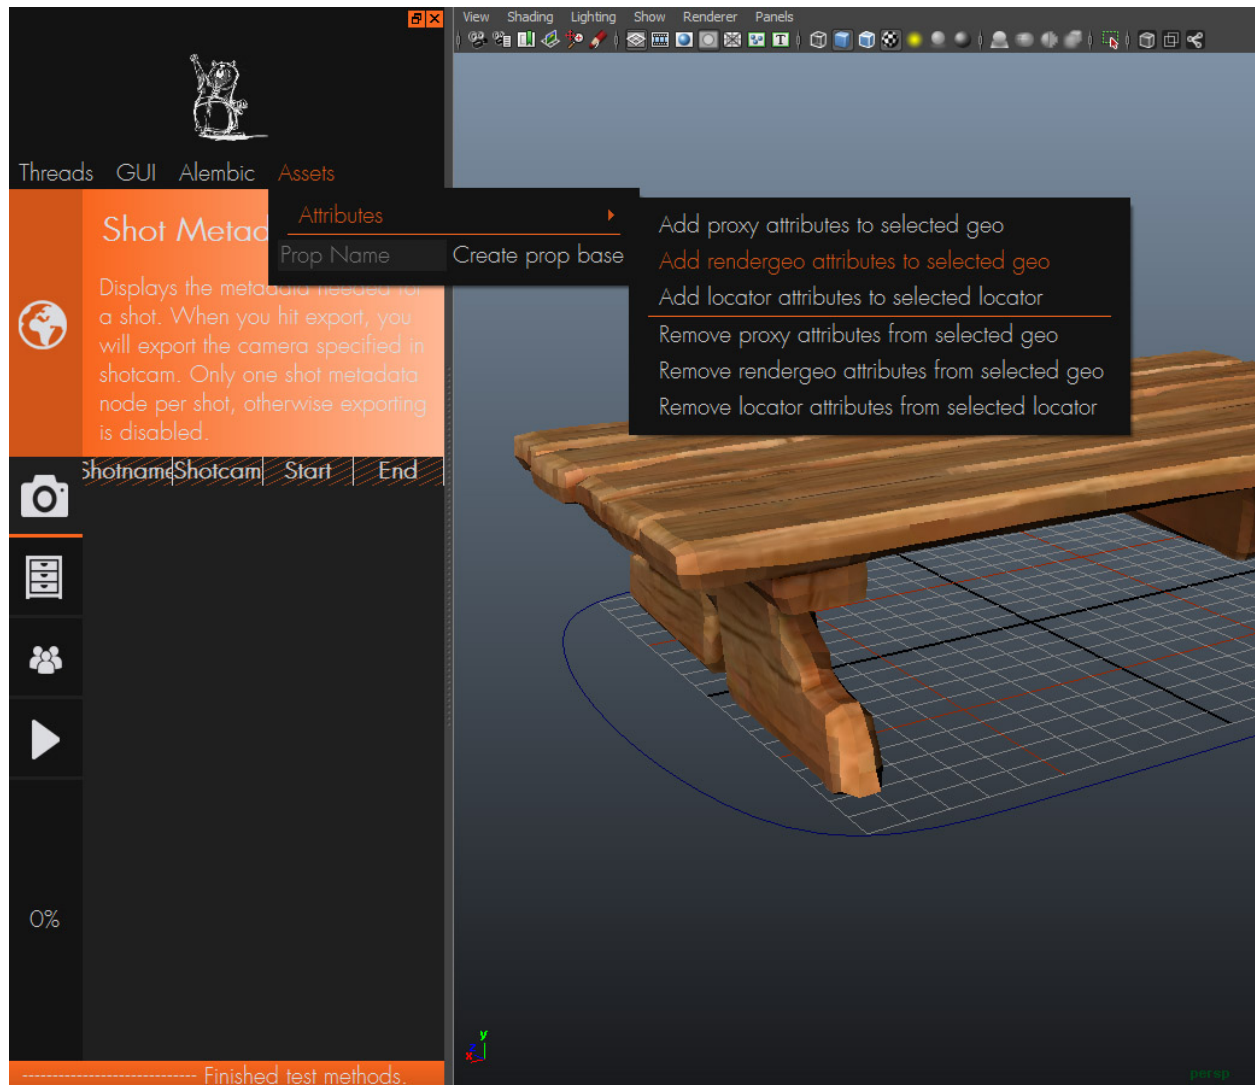 View Shading Lighting Show Renderer Panels
T
Threads GUI Alembic Assets
Attributes
Prop Name Create prop base
Add proxy attributes to selected geo
Add rendergeo attributes to selected geo
Add locator attributes to selected locator
Remove proxy attributes from selected geo
Remove rendergeo attributes from selected geo
Remove locator attributes from selected locator
Shot Metad
Displays the metadata needed for
a shot. When you hit export, you
will export the camera specified in
shotcam. Only one shot metadata
node per shot, otherwise exporting
is disabled.
Shotname Shotcam Start End
0%
y
z
x
persp
---------------------------- Finished test methods.